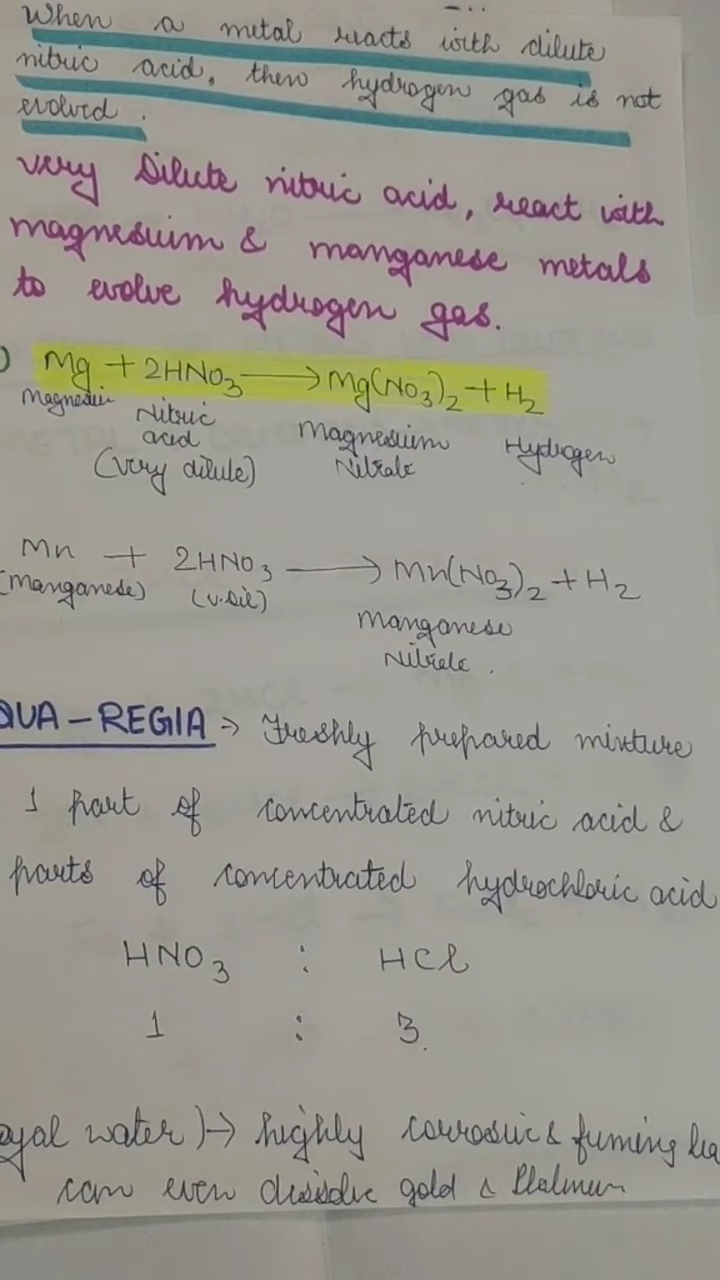 When a metal reacts with dilute
nitric acid, then hydrogen gas is not
evolved.
very Dilute nitric acid, react with
magnesium & manganese metals
to evolve hydrogen gas.
) Mg + 2HNO₃ → Mg(NO₃)₂ + H₂
Magnesium Nitric acid (very dilute) Magnesium Nitrate Hydrogen
Mn + 2HNO₃ → Mn(NO₃)₂ + H₂
(manganese) (v.dil) Manganese Nitrate.
QUA-REGIA ⇒ Freshly prepared mixture
1 part of concentrated nitric acid &
parts of concentrated hydrochloric acid
HNO₃ : HCl
1 : 3.
oyal water) → highly corrosive & fuming
can even dissolve gold & Platinum